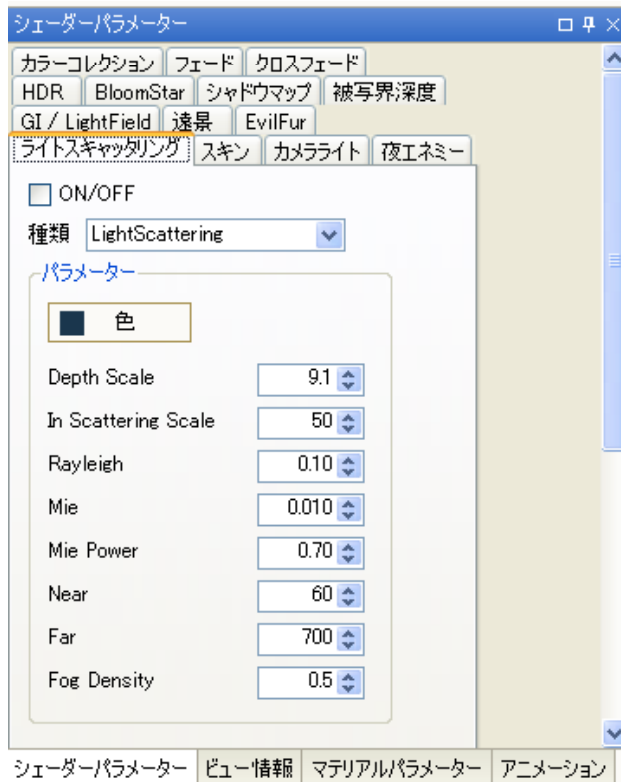 シェーダーパラメーター
カラーコレクション フェード クロスフェード
HDR BloomStar シャドウマップ 被写界深度
GI / LightField 遠景 EvilFur
ライトスキャッタリング スキン カメラライト 夜エネミー
ON/OFF
種類 LightScattering
パラメーター
色
Depth Scale 9.1
In Scattering Scale 50
Rayleigh 0.10
Mie 0.010
Mie Power 0.70
Near 60
Far 700
Fog Density 0.5
シェーダーパラメーター ビュー情報 マテリアルパラメーター アニメーション